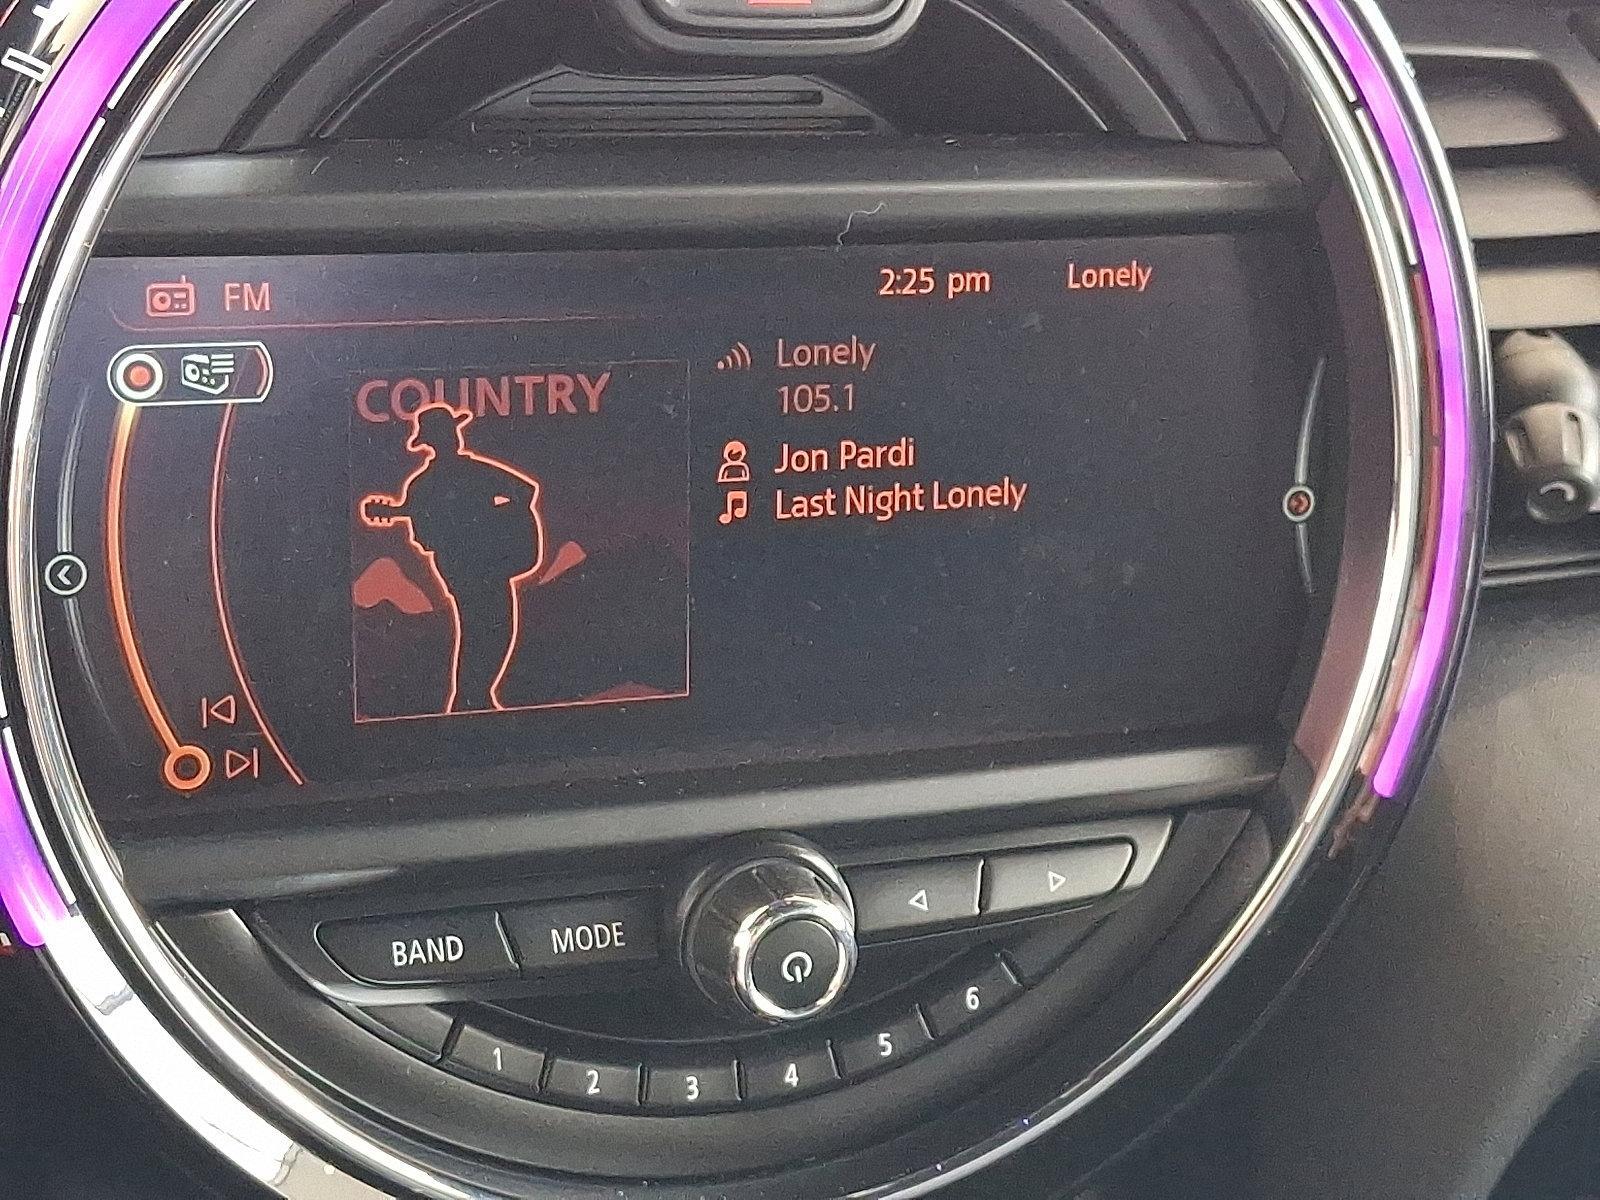 FM
2:25 pm
Lonely
COUNTRY
Lonely
105.1
Jon Pardi
Last Night Lonely
BAND
MODE
1
2
3
4
5
6